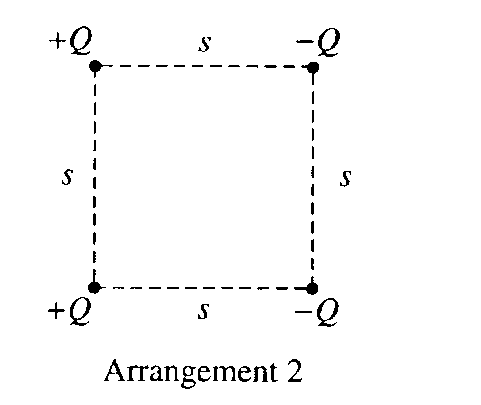 +Q s −Q
s s
+Q s −Q
Arrangement 2